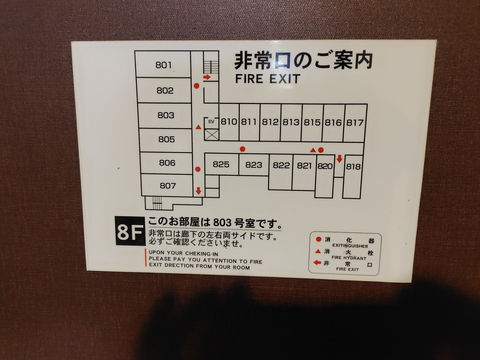 非常口のご案内
FIRE EXIT
801
802
803
805
806
807
EV
810 811 812 813 815 816 817
825 823 822 821 820 818
8F
このお部屋は803号室です。
非常口は廊下の左右両サイドです。
必ずご確認くださいませ。
UPON YOUR CHEKING-IN
PLEASE PAY YOU ATTENTION TO FIRE
EXIT DIRECTION FROM YOUR ROOM
消火器
EXTINGUISHER
消火栓
FIRE HYDRANT
非常口
FIRE EXIT